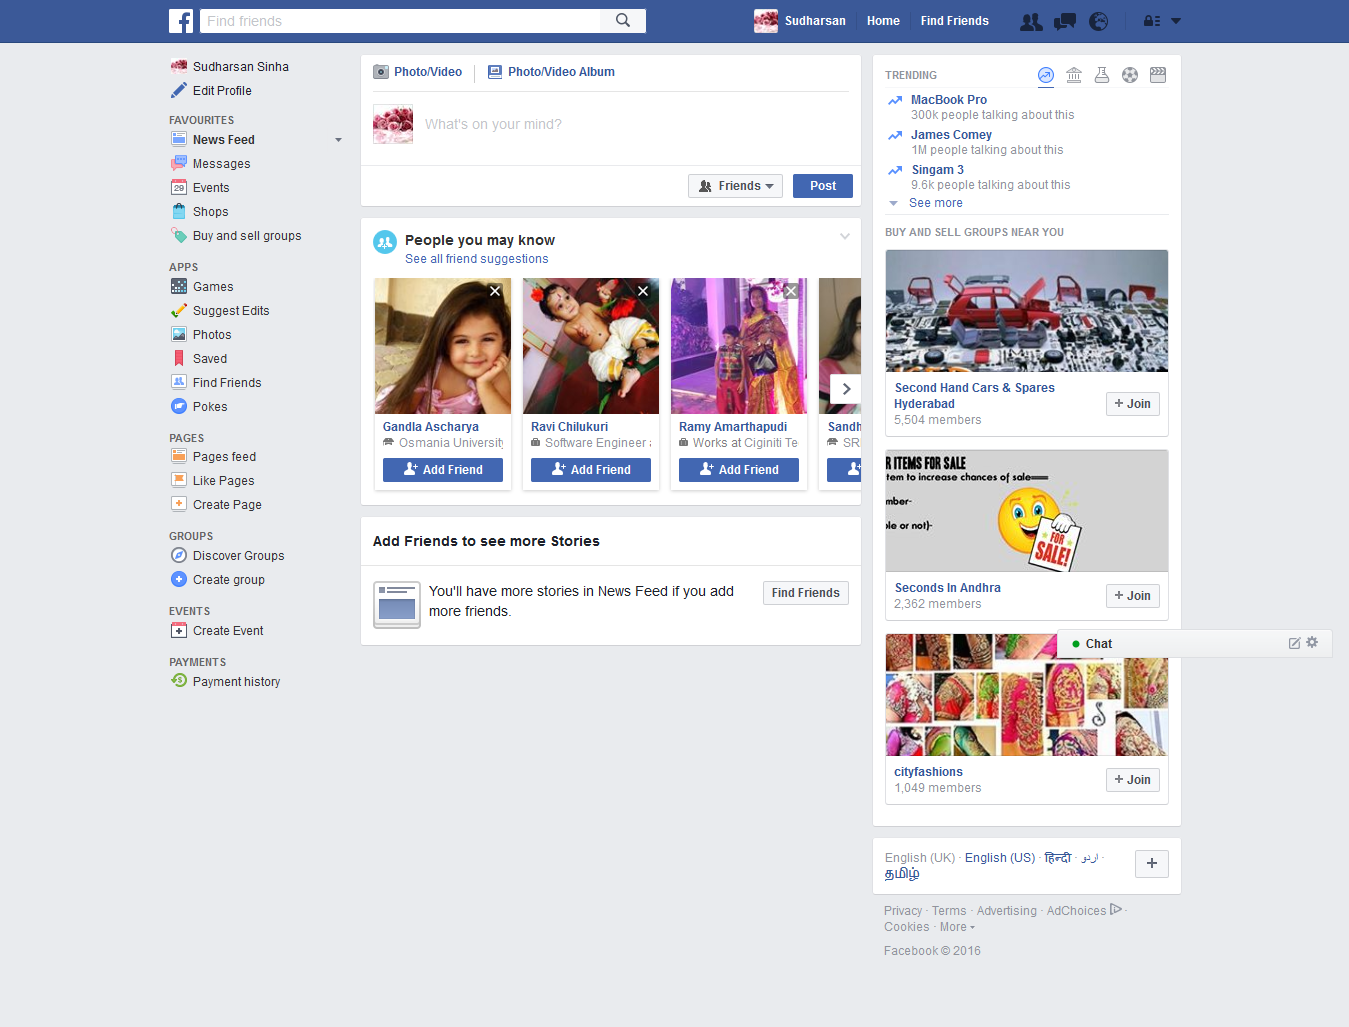 Find friends
Sudharsan Home Find Friends
Sudharsan Sinha
Edit Profile
FAVOURITES
News Feed
Messages
29 Events
Shops
Buy and sell groups
APPS
Games
Suggest Edits
Photos
Saved
Find Friends
Pokes
PAGES
Pages feed
Like Pages
Create Page
GROUPS
Discover Groups
Create group
EVENTS
Create Event
PAYMENTS
Payment history
Photo/Video
Photo/Video Album
What's on your mind?
Friends
Post
People you may know
See all friend suggestions
Gandla Ascharya
Osmania University
Add Friend
Ravi Chilukuri
Software Engineer
Add Friend
Ramy Amarthapudi
Works at Ciginiti Te
Add Friend
Sandh
SR
Add Friends to see more Stories
You'll have more stories in News Feed if you add
more friends.
Find Friends
TRENDING
MacBook Pro
300k people talking about this
James Comey
1M people talking about this
Singam 3
9.6k people talking about this
See more
BUY AND SELL GROUPS NEAR YOU
Second Hand Cars & Spares
Hyderabad
5,504 members
+ Join
R ITEMS FOR SALE
tem to increase chances of sale
mber-
ole or not)-
FOR
SALE!
Seconds In Andhra
2,362 members
+ Join
Chat
cityfashions
1,049 members
+ Join
English (UK) · English (US) · हिन्दी · اردو ·
தமிழ்
+
Privacy · Terms · Advertising · AdChoices ·
Cookies · More
Facebook © 2016